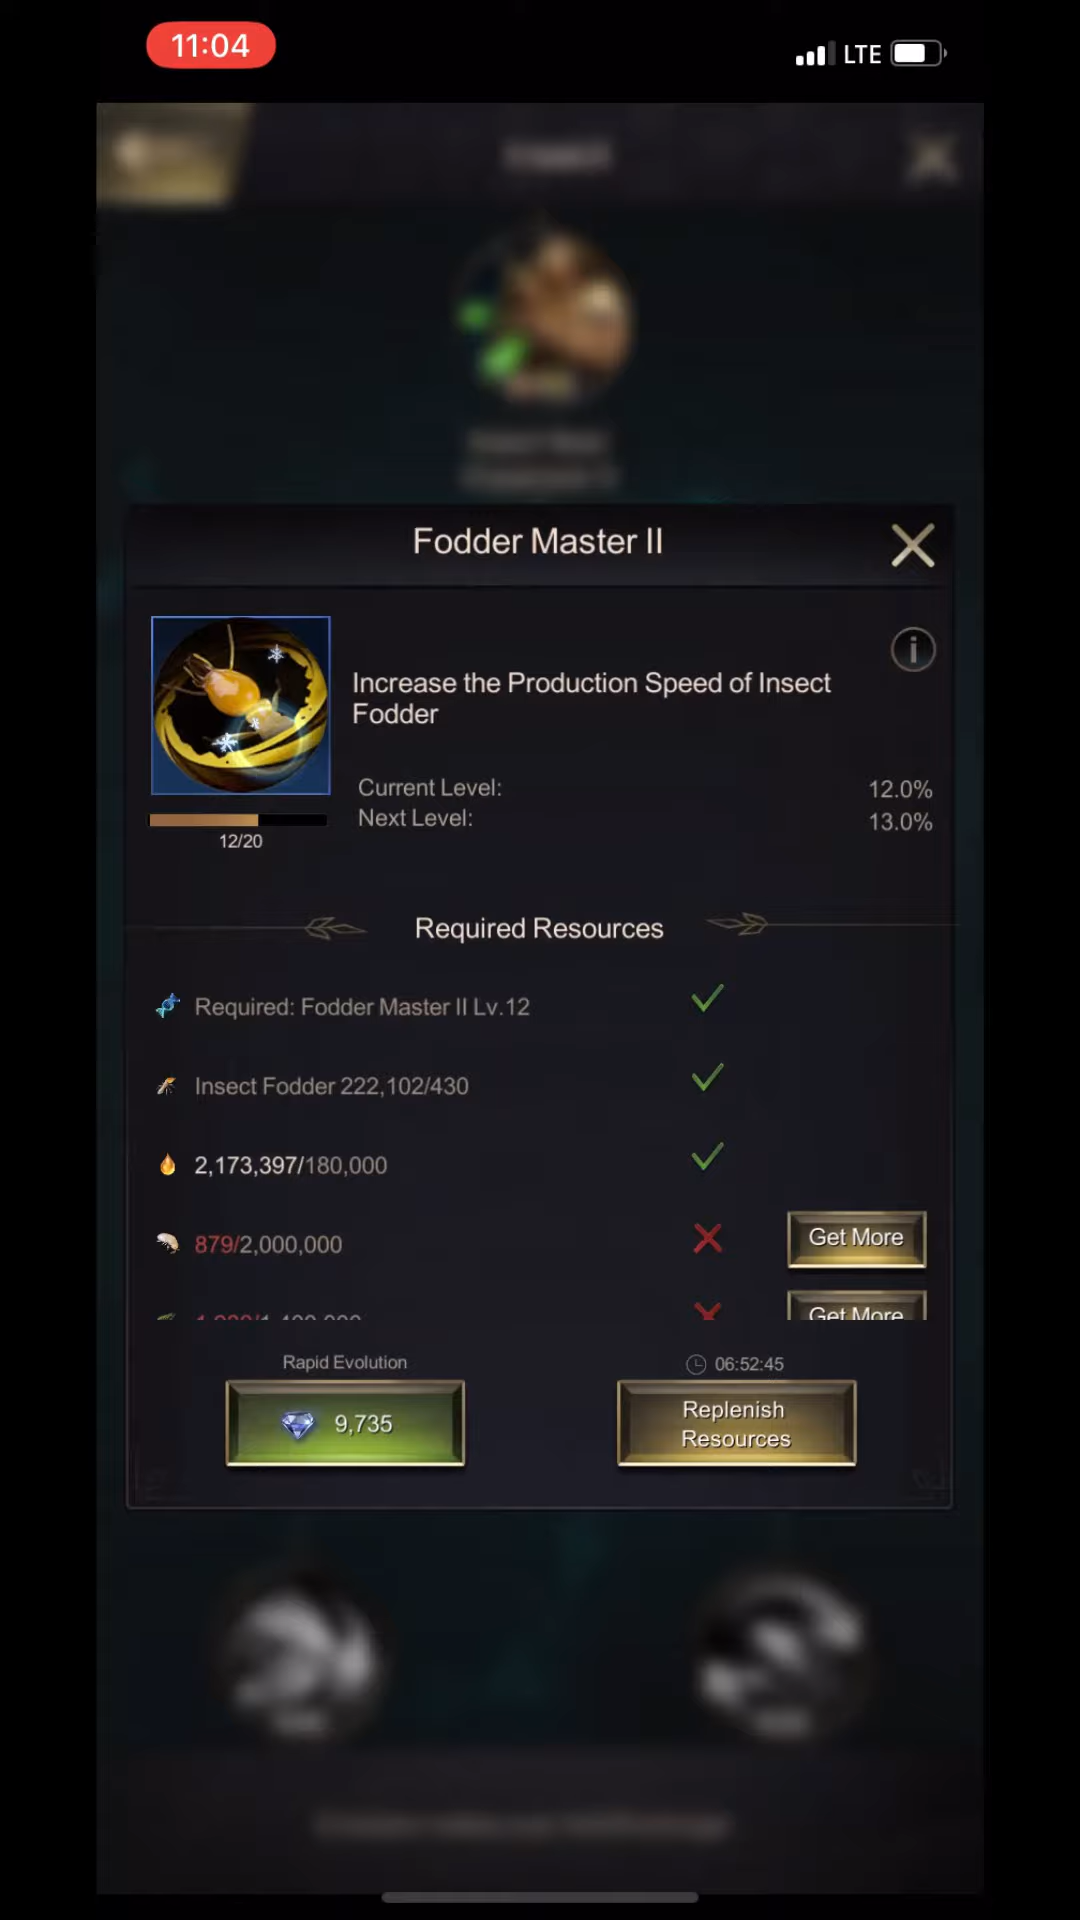 11:04
LTE
Fodder Master II
Increase the Production Speed of Insect
Fodder
Current Level:
12.0%
Next Level:
13.0%
12/20
Required Resources
Required: Fodder Master II Lv.12
Insect Fodder 222,102/430
2,173,397/180,000
879/2,000,000
Get More
Get More
Rapid Evolution
06:52:45
9,735
Replenish
Resources